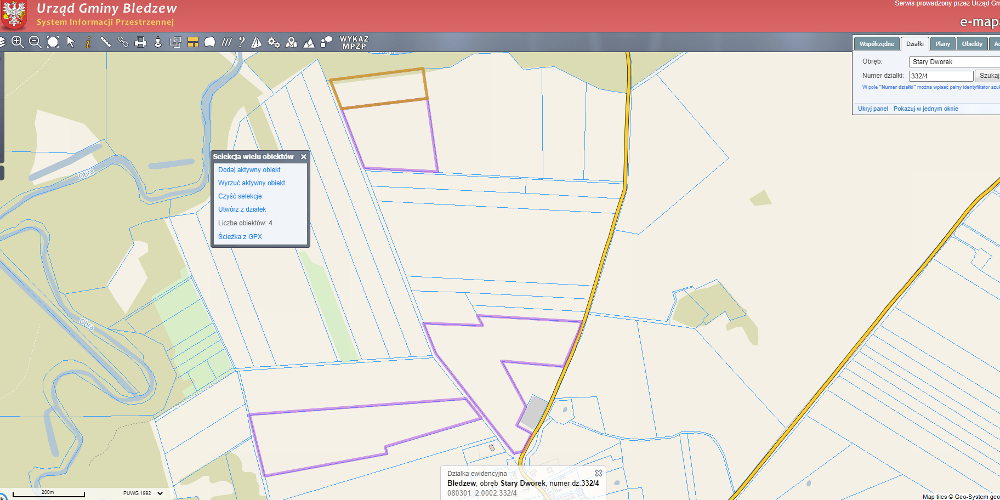 Urząd Gminy Bledzew
System Informacji Przestrzennej
Serwis prowadzony przez Urząd Gm
e-mapa
WYKAZ
MPZP
Współrzędne
Działki
Plany
Obiekty
Obręb:
Stary Dworek
Numer działki:
332/4
Szukaj
W pole "Numer działki" można wpisać pełny identyfikator szuk
Ukryj panel
Pokazuj w jednym oknie
Obra
Selekcja wielu obiektów
Dodaj aktywny obiekt
Wyrzuć aktywny obiekt
Czyść selekcje
Utwórz z działek
Liczba obiektów: 4
Ścieżka z GPX
Obra
Obra
Działka ewidencyjna
Bledzew, obręb Stary Dworek, numer dz.332/4
080301_2.0002.332/4
200m
PUWG 1992
Map tiles © Geo-System geo